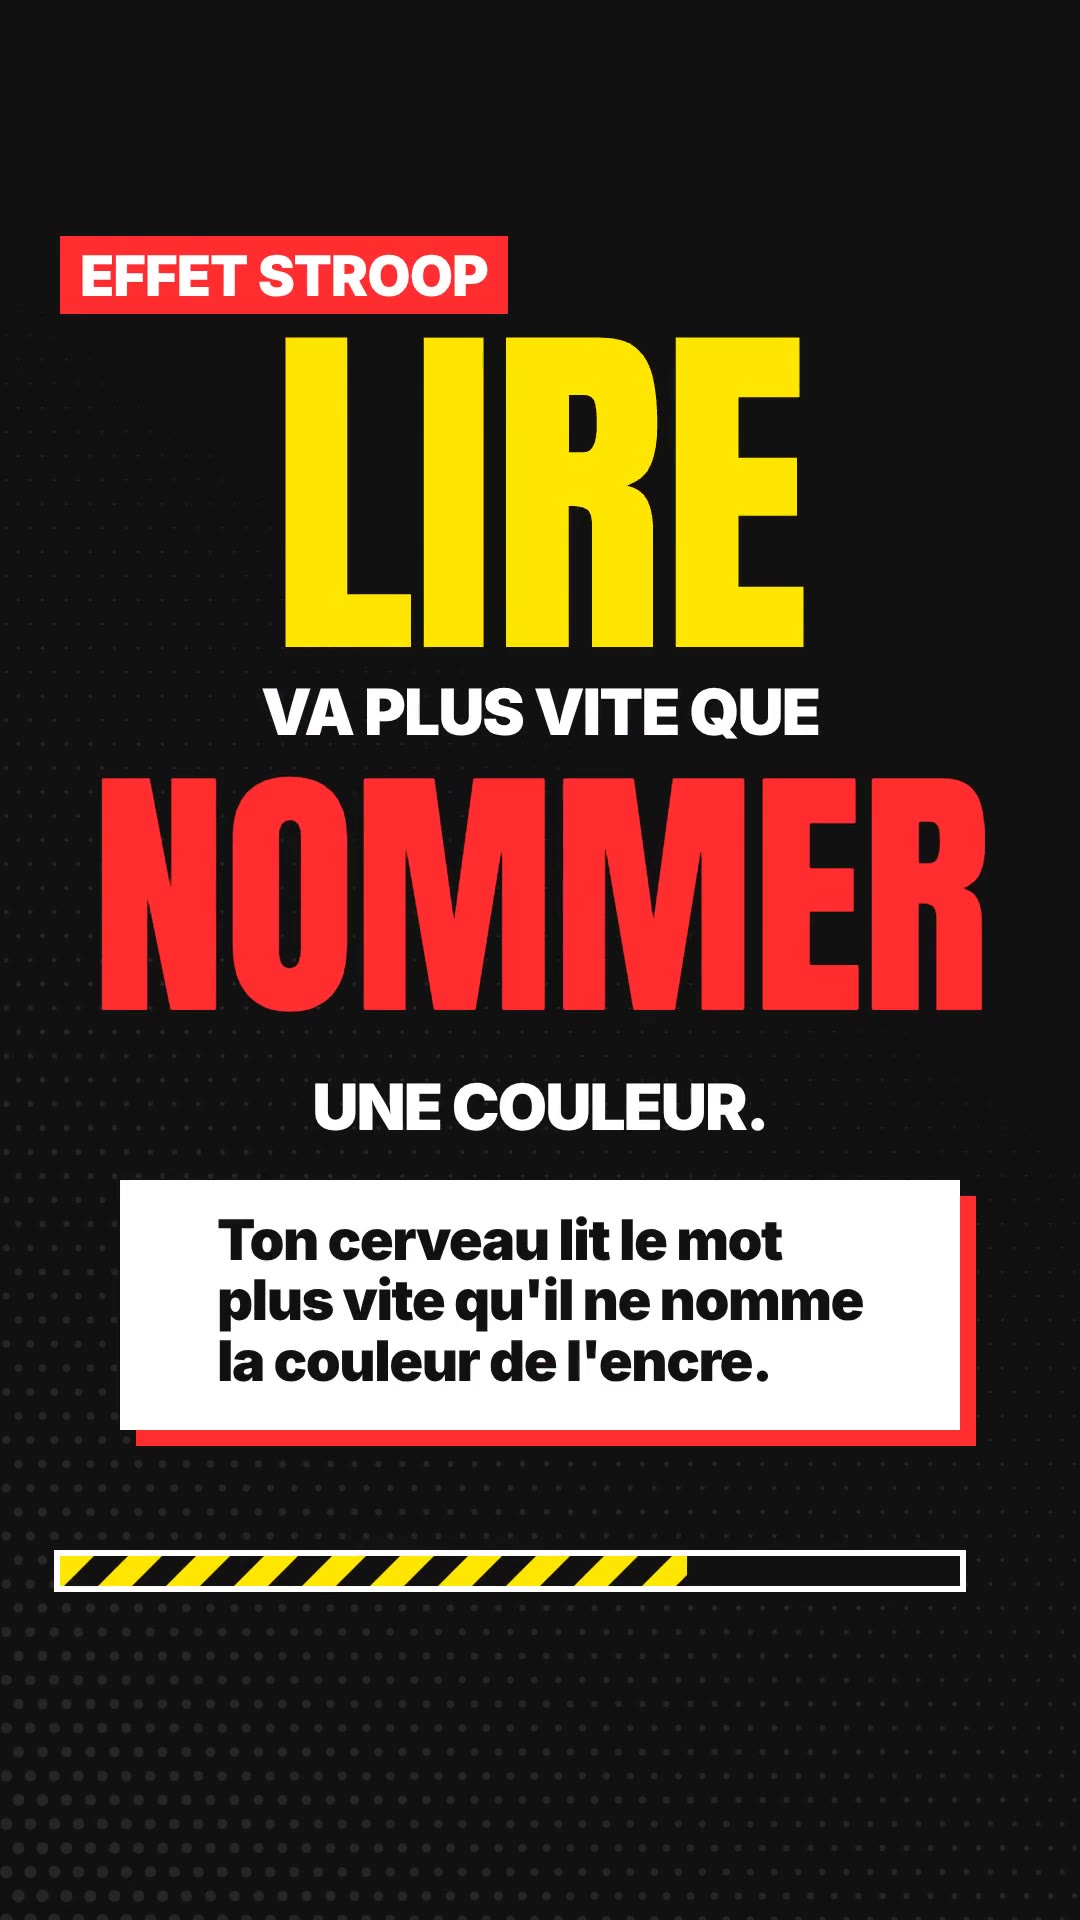 EFFET STROOP
LIRE
VA PLUS VITE QUE
NOMMER
UNE COULEUR.
Ton cerveau lit le mot
plus vite qu'il ne nomme
la couleur de l'encre.